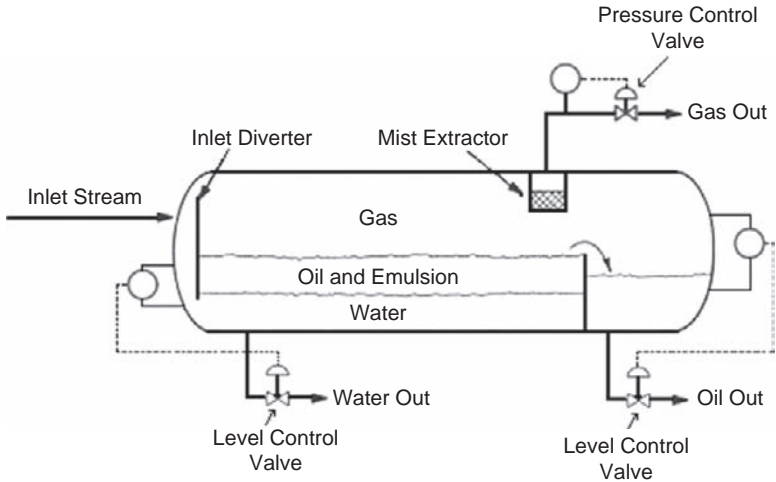 Pressure Control
Valve
Gas Out
Inlet Diverter
Mist Extractor
Inlet Stream
Gas
Oil and Emulsion
Water
Water Out
Oil Out
Level Control
Valve
Level Control
Valve